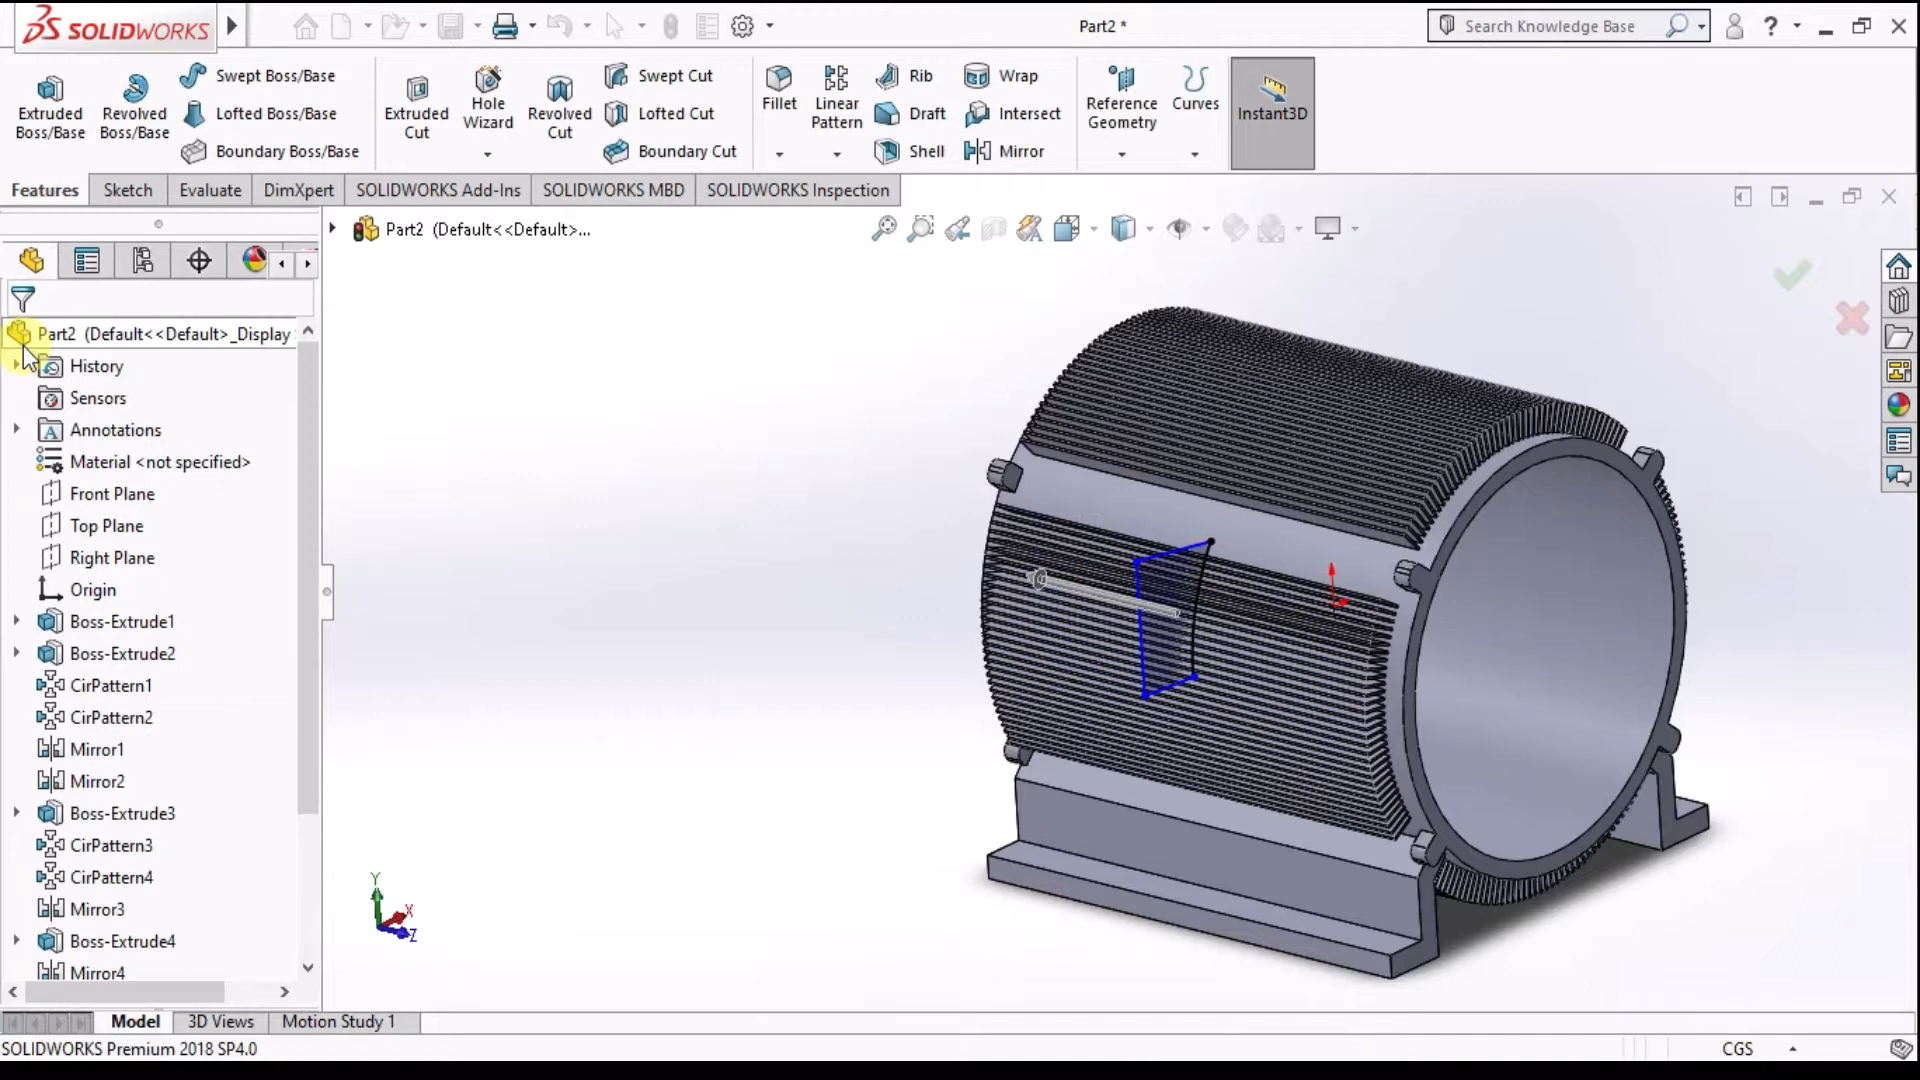 SOLIDWORKS
Part2 *
Search Knowledge Base
?
Extruded Boss/Base
Revolved Boss/Base
Swept Boss/Base
Lofted Boss/Base
Boundary Boss/Base
Extruded Cut
Hole Wizard
Revolved Cut
Swept Cut
Lofted Cut
Boundary Cut
Fillet
Linear Pattern
Rib
Draft
Shell
Wrap
Intersect
Mirror
Reference Geometry
Curves
Instant3D
Features
Sketch
Evaluate
DimXpert
SOLIDWORKS Add-Ins
SOLIDWORKS MBD
SOLIDWORKS Inspection
Part2 (Default<<Default>...
Part2 (Default<<Default>_Display
History
Sensors
Annotations
Material <not specified>
Front Plane
Top Plane
Right Plane
Origin
Boss-Extrude1
Boss-Extrude2
CirPattern1
CirPattern2
Mirror1
Mirror2
Boss-Extrude3
CirPattern3
CirPattern4
Mirror3
Boss-Extrude4
Mirror4
Y
X
Z
Model
3D Views
Motion Study 1
SOLIDWORKS Premium 2018 SP4.0
CGS